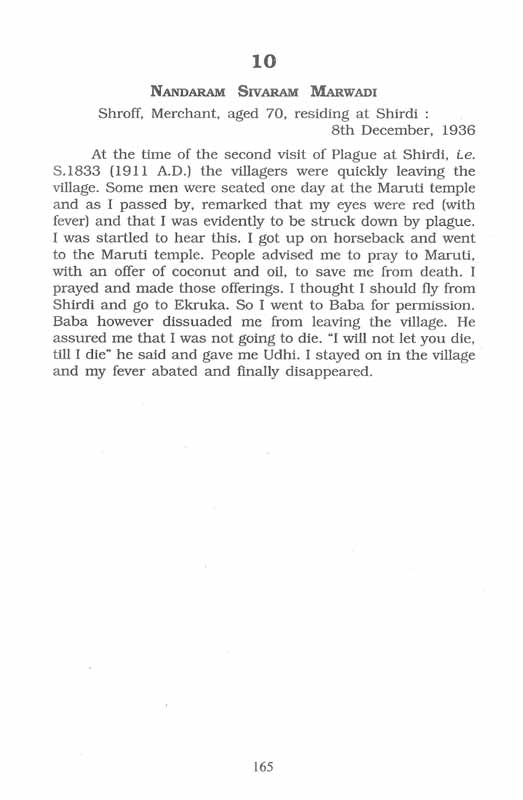 10
NANDARAM SIVARAM MARWADI
Shroff, Merchant, aged 70, residing at Shirdi :
8th December, 1936
At the time of the second visit of Plague at Shirdi, i.e.
S.1833 (1911 A.D.) the villagers were quickly leaving the
village. Some men were seated one day at the Maruti temple
and as I passed by, remarked that my eyes were red (with
fever) and that I was evidently to be struck down by plague.
I was startled to hear this. I got up on horseback and went
to the Maruti temple. People advised me to pray to Maruti,
with an offer of coconut and oil, to save me from death. I
prayed and made those offerings. I thought I should fly from
Shirdi and go to Ekruka. So I went to Baba for permission.
Baba however dissuaded me from leaving the village. He
assured me that I was not going to die. "I will not let you die,
till I die" he said and gave me Udhi. I stayed on in the village
and my fever abated and finally disappeared.
165